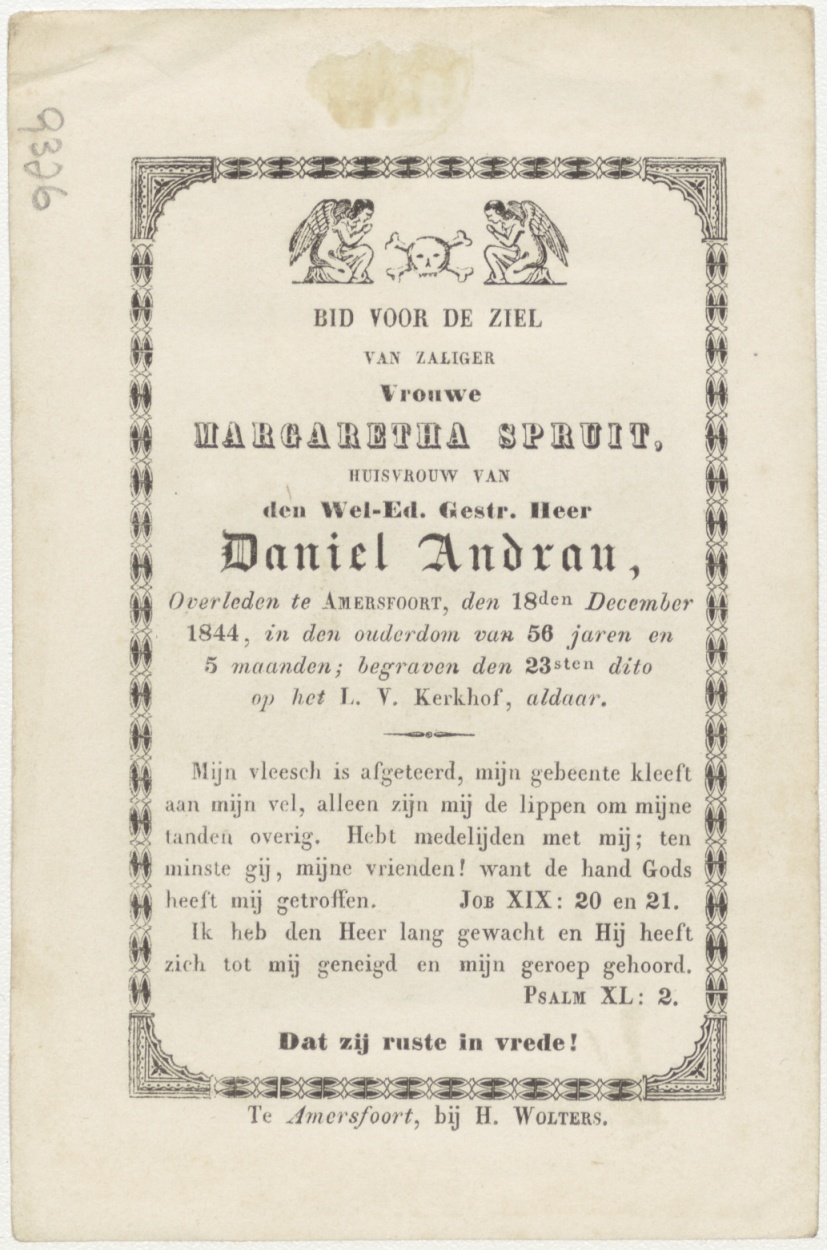 9396
BID VOOR DE ZIEL
VAN ZALIGER
Vrouwe
MARGARETHA SPRUIT,
HUISVROUW VAN
den Wel-Ed. Gestr. Heer
Daniel Andrau,
Overleden te AMERSFOORT, den 18den December
1844, in den ouderdom van 56 jaren en
5 maanden; begraven den 23sten dito
op het L. V. Kerkhof, aldaar.
Mijn vleesch is afgeteerd, mijn gebeente kleeft
aan mijn vel, alleen zijn mij de lippen om mijne
tanden overig. Hebt medelijden met mij; ten
minste gij, mijne vrienden! want de hand Gods
heeft mij getroffen. JOB XIX: 20 en 21.
Ik heb den Heer lang gewacht en Hij heeft
zich tot mij geneigd en mijn geroep gehoord.
PSALM XL: 2.
Dat zij ruste in vrede!
Te Amersfoort, bij H. WOLTERS.